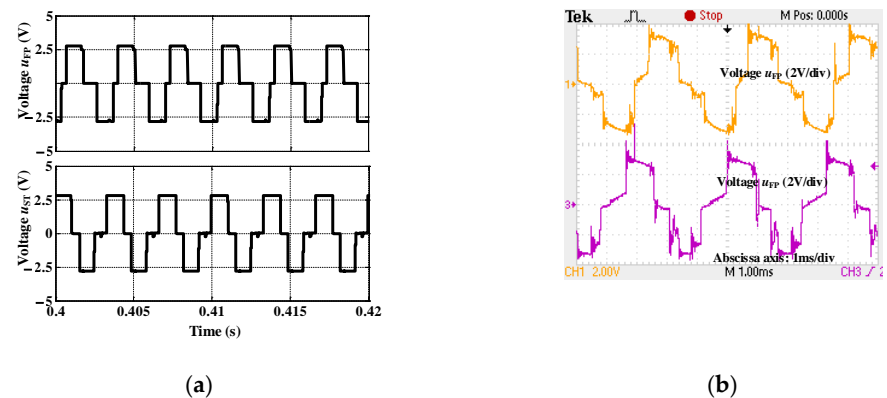 5
2.5
2.5
−5
Voltage uFP (V)
5
2.5
0
2.5
−5
Voltage uST (V)
0.4 0.405 0.41 0.415 0.42
Time (s)
(a)
Tek Stop M Pos: 0.000s
1
Voltage uFP (2V/div)
3
Voltage uFP (2V/div)
Abscissa axis: 1ms/div
CH1 2.00V M 1.00ms CH3 2
(b)